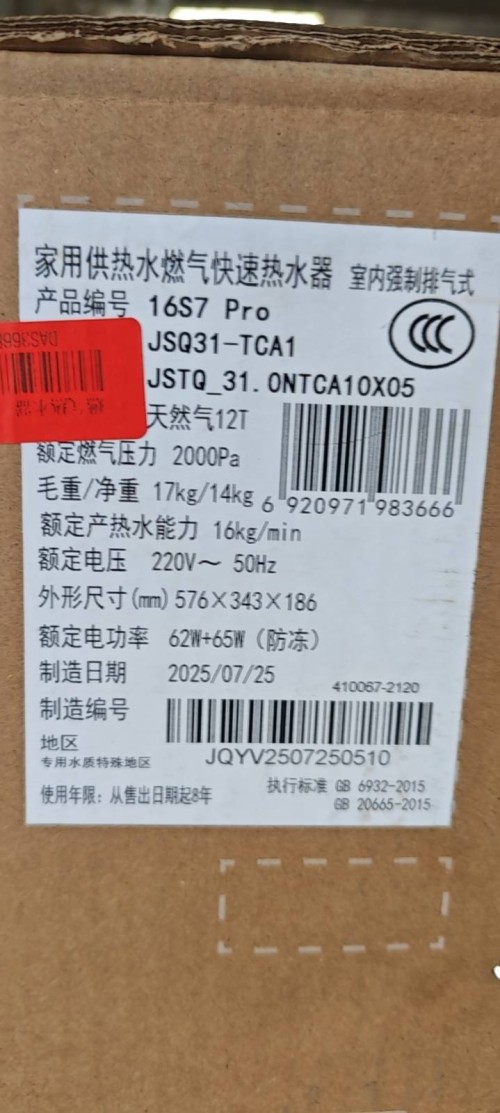 家用供热水燃气快速热水器 室内强制排气式
产品编号 16S7 Pro
CCC
JSQ31-TCA1
DAS3668
JSTQ_31.0NTCA10X05
天然气12T
额定燃气压力 2000Pa
毛重/净重 17kg/14kg
6 920971 983666
额定产热水能力 16kg/min
额定电压 220V～ 50Hz
外形尺寸(mm) 576×343×186
额定电功率 62W+65W（防冻）
制造日期 2025/07/25
410067-2120
制造编号
JQYV2507250510
地区
专用水质特殊地区
使用年限：从售出日期起8年
执行标准 GB 6932-2015
GB 20665-2015